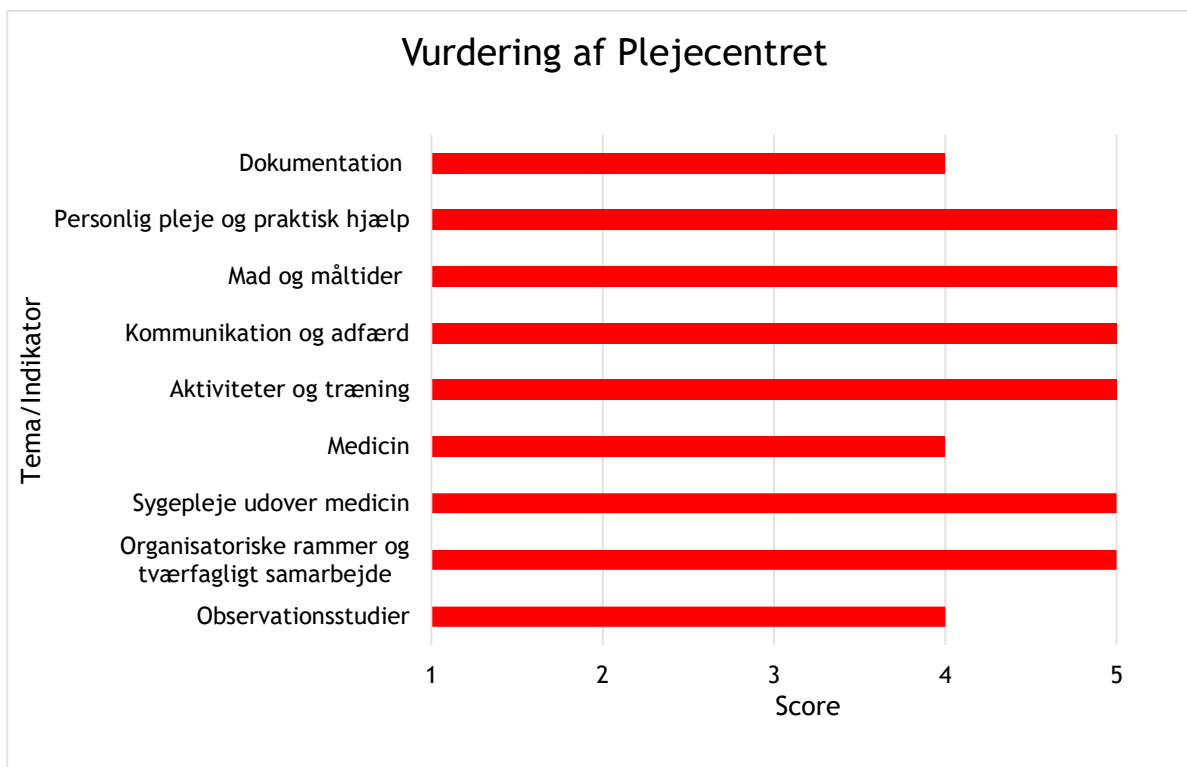 Vurdering af Plejecentret
Tema/Indikator
Dokumentation
Personlig pleje og praktisk hjælp
Mad og måltider
Kommunikation og adfærd
Aktiviteter og træning
Medicin
Sygepleje udover medicin
Organisatoriske rammer og
tværfagligt samarbejde
Observationsstudier
1 2 3 4 5
Score